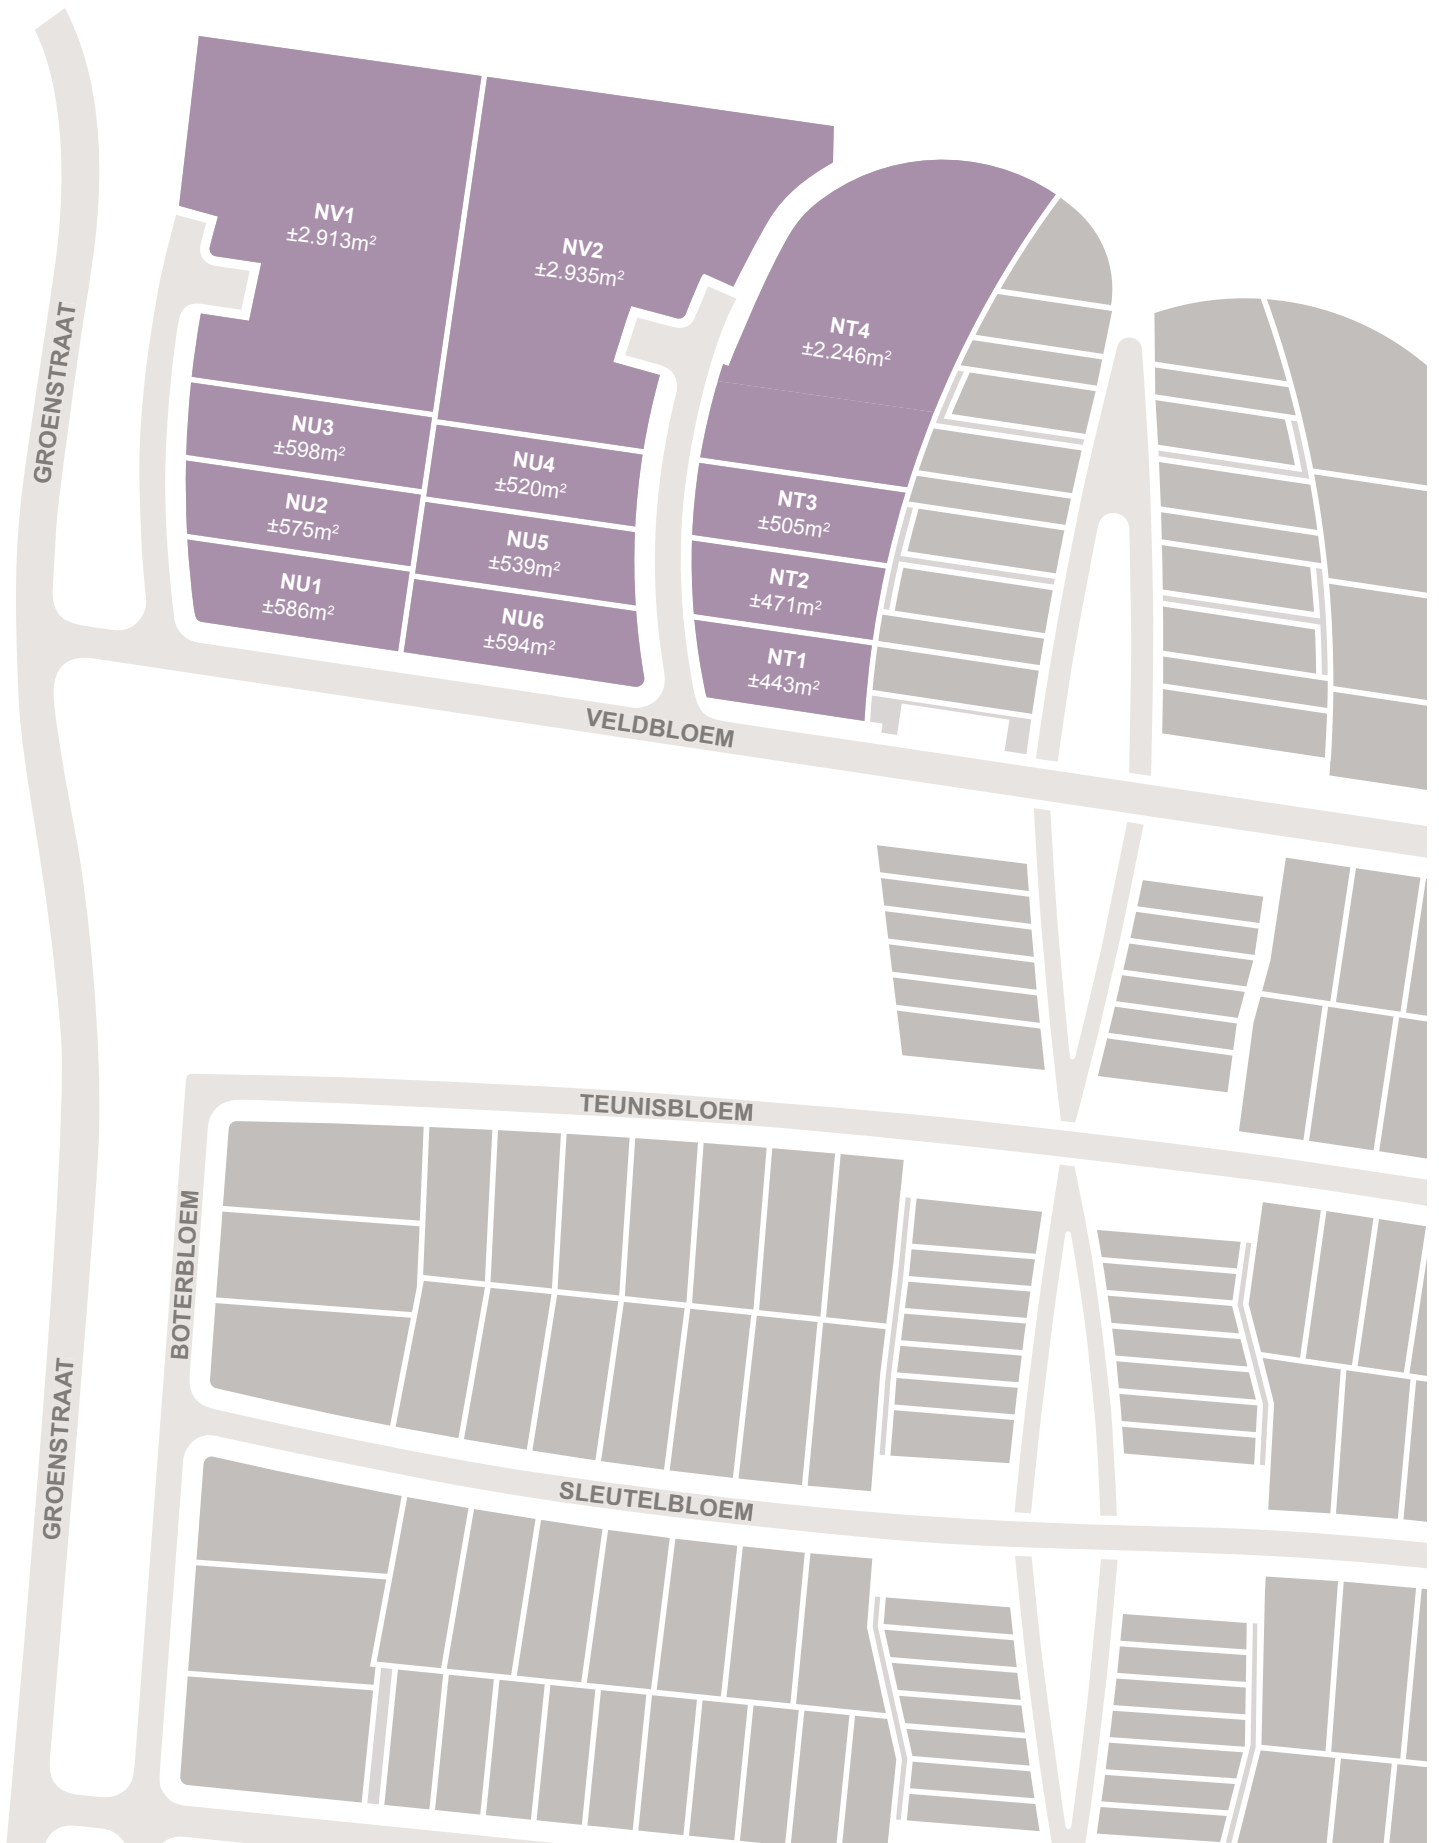 NV1
±2.913m²
NV2
±2.935m²
NT4
±2.246m²
GROENSTRAAT
NU3
±598m²
NU4
±520m²
NT3
±505m²
NU2
±575m²
NU5
±539m²
NT2
±471m²
NU1
±586m²
NU6
±594m²
NT1
±443m²
VELDBLOEM
TEUNISBLOEM
BOTERBLOEM
GROENSTRAAT
SLEUTELBLOEM